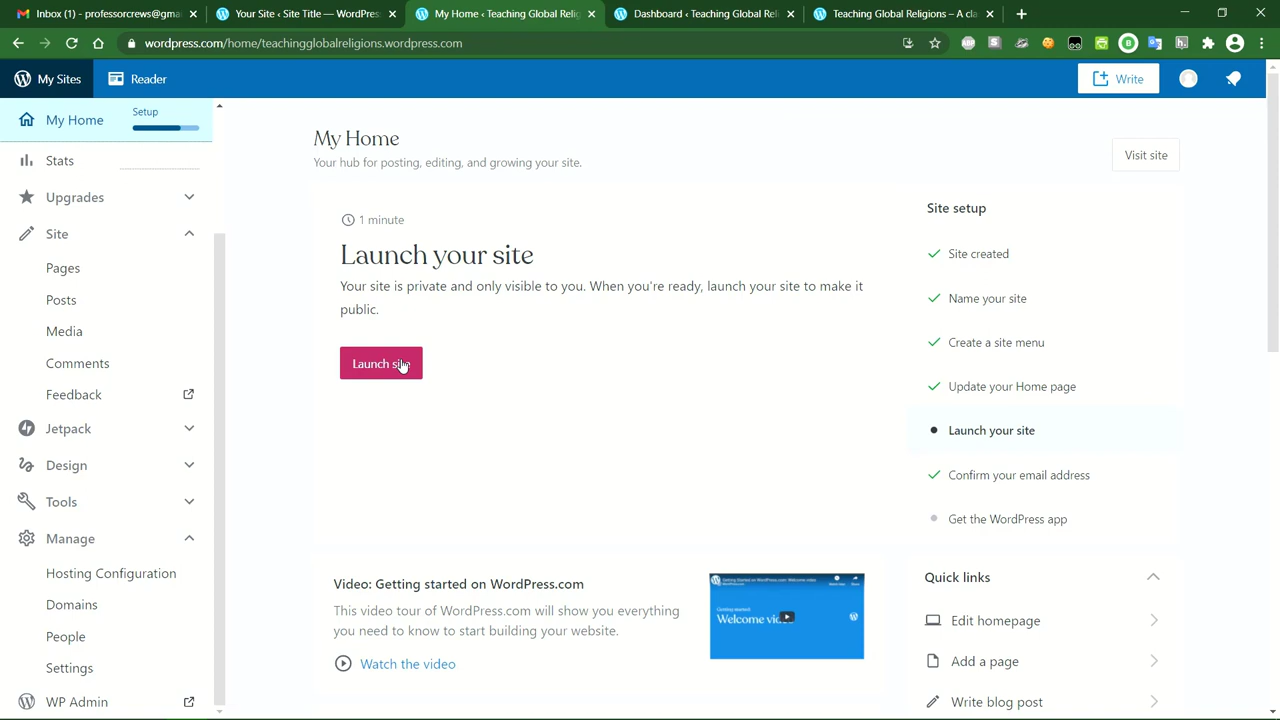 Inbox (1) - professorcrews@gma
Your Site ‹ Site Title — WordPress
My Home ‹ Teaching Global Relig
Dashboard ‹ Teaching Global Reli
Teaching Global Religions – A cla
wordpress.com/home/teachingglobalreligions.wordpress.com
My Sites
Reader
Write
My Home
Setup
Stats
Upgrades
Site
Pages
Posts
Media
Comments
Feedback
Jetpack
Design
Tools
Manage
Hosting Configuration
Domains
People
Settings
WP Admin
My Home
Your hub for posting, editing, and growing your site.
Visit site
1 minute
Launch your site
Your site is private and only visible to you. When you're ready, launch your site to make it
public.
Launch site
Site setup
Site created
Name your site
Create a site menu
Update your Home page
Launch your site
Confirm your email address
Get the WordPress app
Video: Getting started on WordPress.com
This video tour of WordPress.com will show you everything
you need to know to start building your website.
Watch the video
Getting started:
Welcome video
Quick links
Edit homepage
Add a page
Write blog post